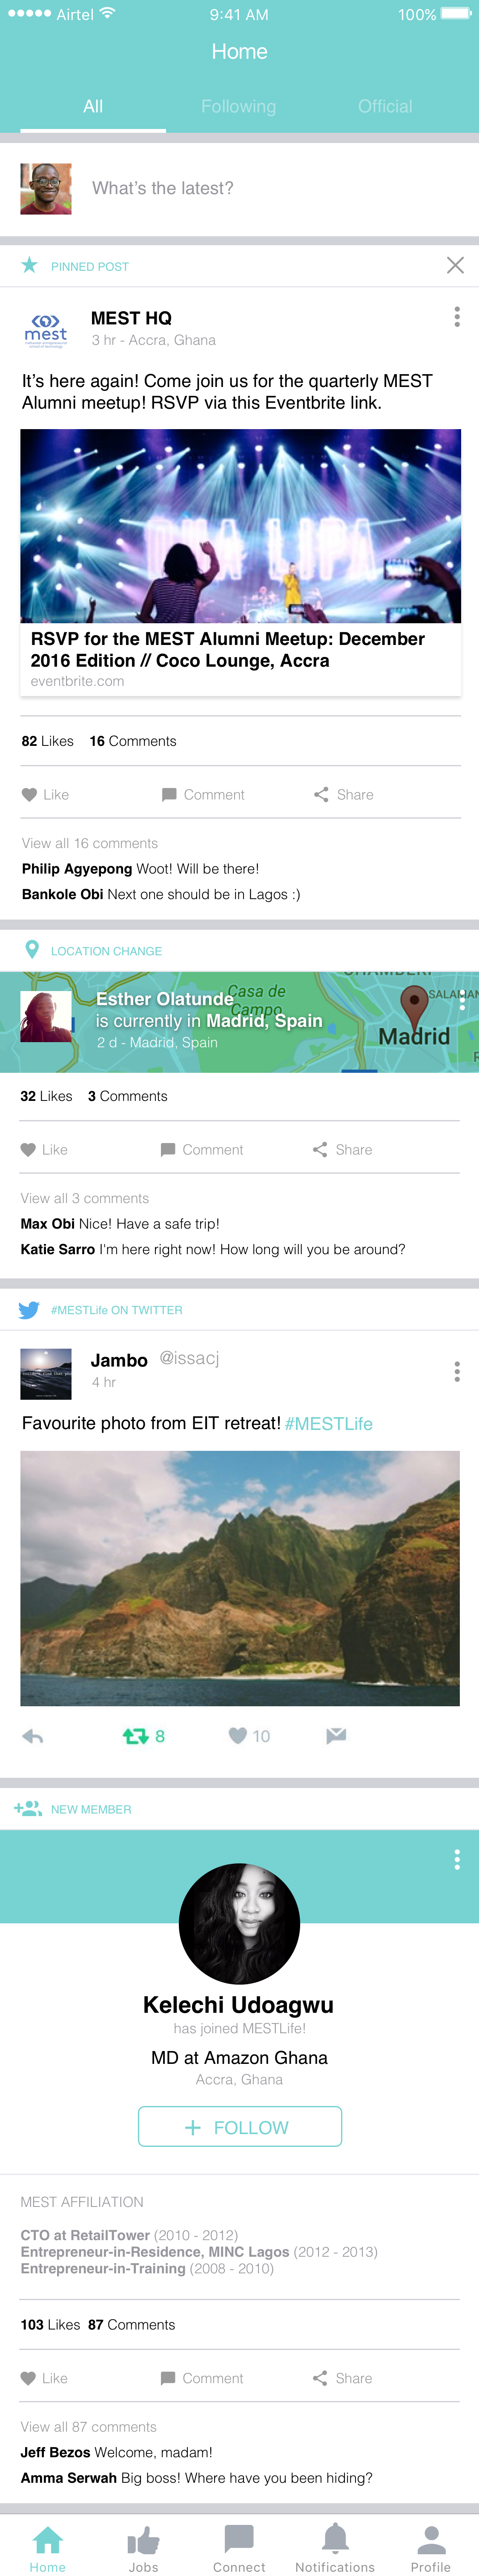 Airtel 9:41 AM 100%
Home
All Following Official
What's the latest?
PINNED POST
mest
MEST HQ
3 hr - Accra, Ghana
It's here again! Come join us for the quarterly MEST
Alumni meetup! RSVP via this Eventbrite link.
RSVP for the MEST Alumni Meetup: December
2016 Edition // Coco Lounge, Accra
eventbrite.com
82 Likes 16 Comments
Like Comment Share
View all 16 comments
Philip Agyepong Woot! Will be there!
Bankole Obi Next one should be in Lagos :)
LOCATION CHANGE
Casa de
Campo
SALAMAN
Madrid
Esther Olatunde
is currently in Madrid, Spain
2 d - Madrid, Spain
32 Likes 3 Comments
Like Comment Share
View all 3 comments
Max Obi Nice! Have a safe trip!
Katie Sarro I'm here right now! How long will you be around?
#MESTLife ON TWITTER
Jambo @issacj
4 hr
Favourite photo from EIT retreat! #MESTLife
8 10
NEW MEMBER
Kelechi Udoagwu
has joined MESTLife!
MD at Amazon Ghana
Accra, Ghana
+ FOLLOW
MEST AFFILIATION
CTO at RetailTower (2010 - 2012)
Entrepreneur-in-Residence, MINC Lagos (2012 - 2013)
Entrepreneur-in-Training (2008 - 2010)
103 Likes 87 Comments
Like Comment Share
View all 87 comments
Jeff Bezos Welcome, madam!
Amma Serwah Big boss! Where have you been hiding?
Home Jobs Connect Notifications Profile